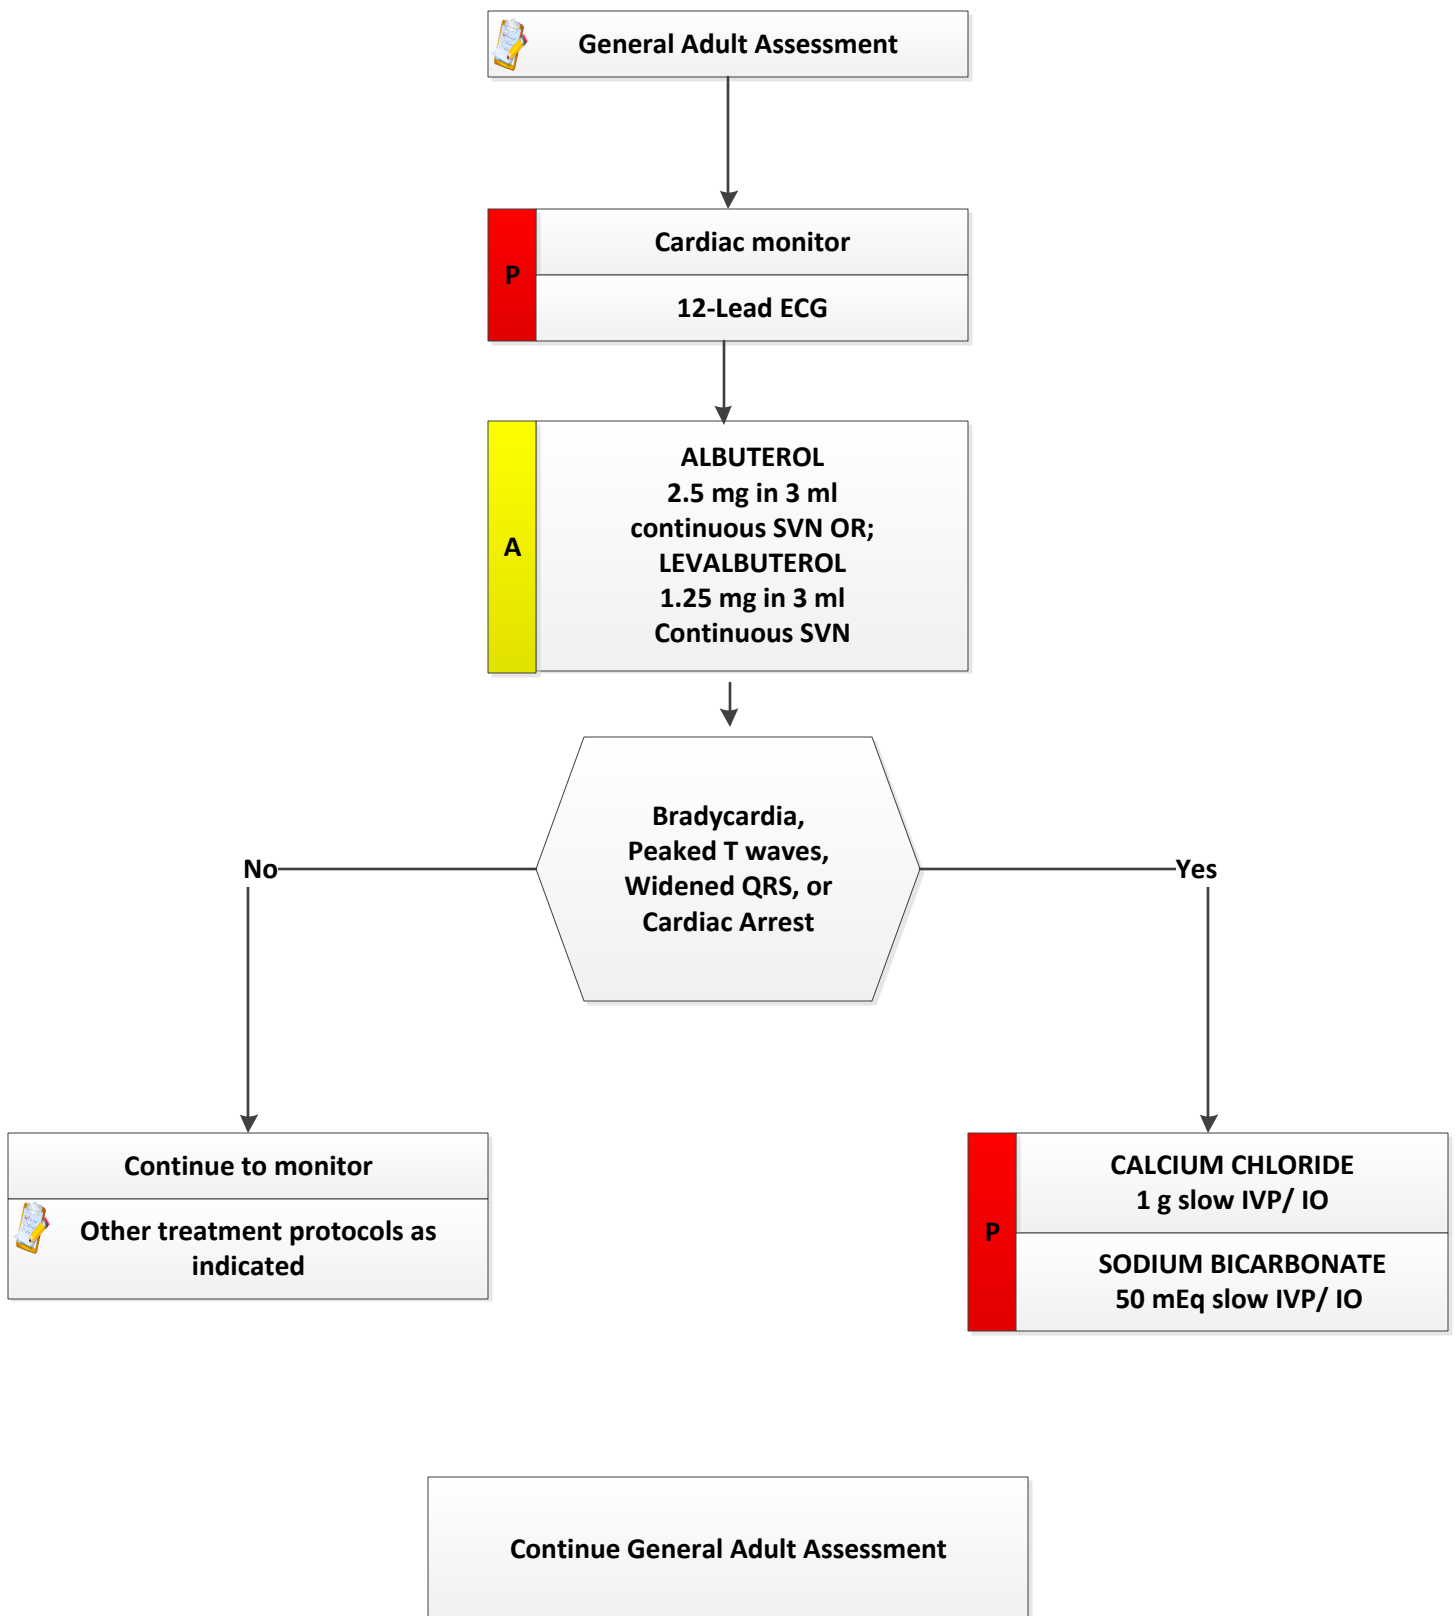 General Adult Assessment
P
Cardiac monitor
12-Lead ECG
A
ALBUTEROL
2.5 mg in 3 ml
continuous SVN OR;
LEVALBUTEROL
1.25 mg in 3 ml
Continuous SVN
Bradycardia,
Peaked T waves,
Widened QRS, or
Cardiac Arrest
No
Yes
Continue to monitor
Other treatment protocols as
indicated
P
CALCIUM CHLORIDE
1 g slow IVP/ IO
SODIUM BICARBONATE
50 mEq slow IVP/ IO
Continue General Adult Assessment